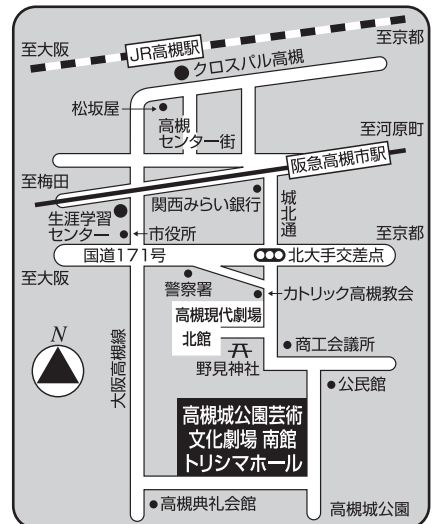 至大阪
JR高槻駅
至京都
クロスパル高槻
松坂屋
高槻
センター街
至河原町
阪急高槻市駅
至梅田
関西みらい銀行
城北通
生涯学習
センター
市役所
至京都
国道171号
北大手交差点
至大阪
警察署
カトリック高槻教会
高槻現代劇場
北館
N
大阪高槻線
野見神社
商工会議所
公民館
高槻城公園芸術
文化劇場 南館
トリシマホール
高槻典礼会館
高槻城公園